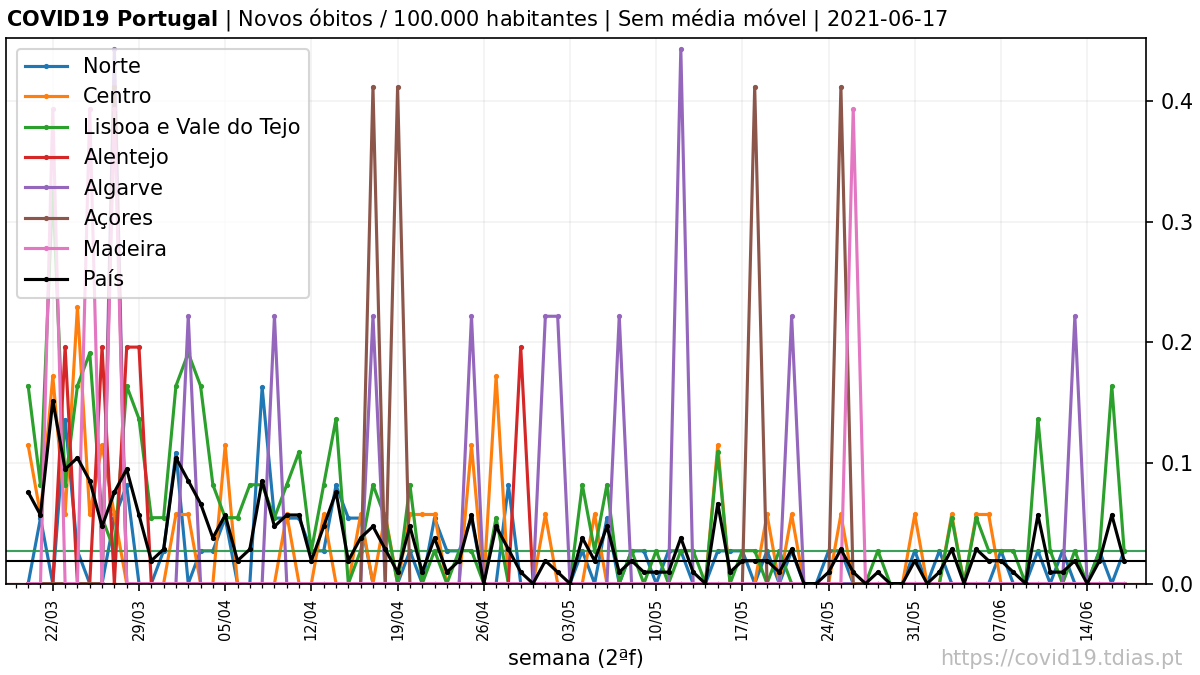 COVID19 Portugal | Novos óbitos / 100.000 habitantes | Sem média móvel | 2021-06-17
Norte
Centro
Lisboa e Vale do Tejo
Alentejo
Algarve
Açores
Madeira
País
0.4
0.3
0.2
0.1
0.0
22/03
29/03
05/04
12/04
19/04
26/04
03/05
10/05
17/05
24/05
31/05
07/06
14/06
semana (2ªf)
https://covid19.tdias.pt